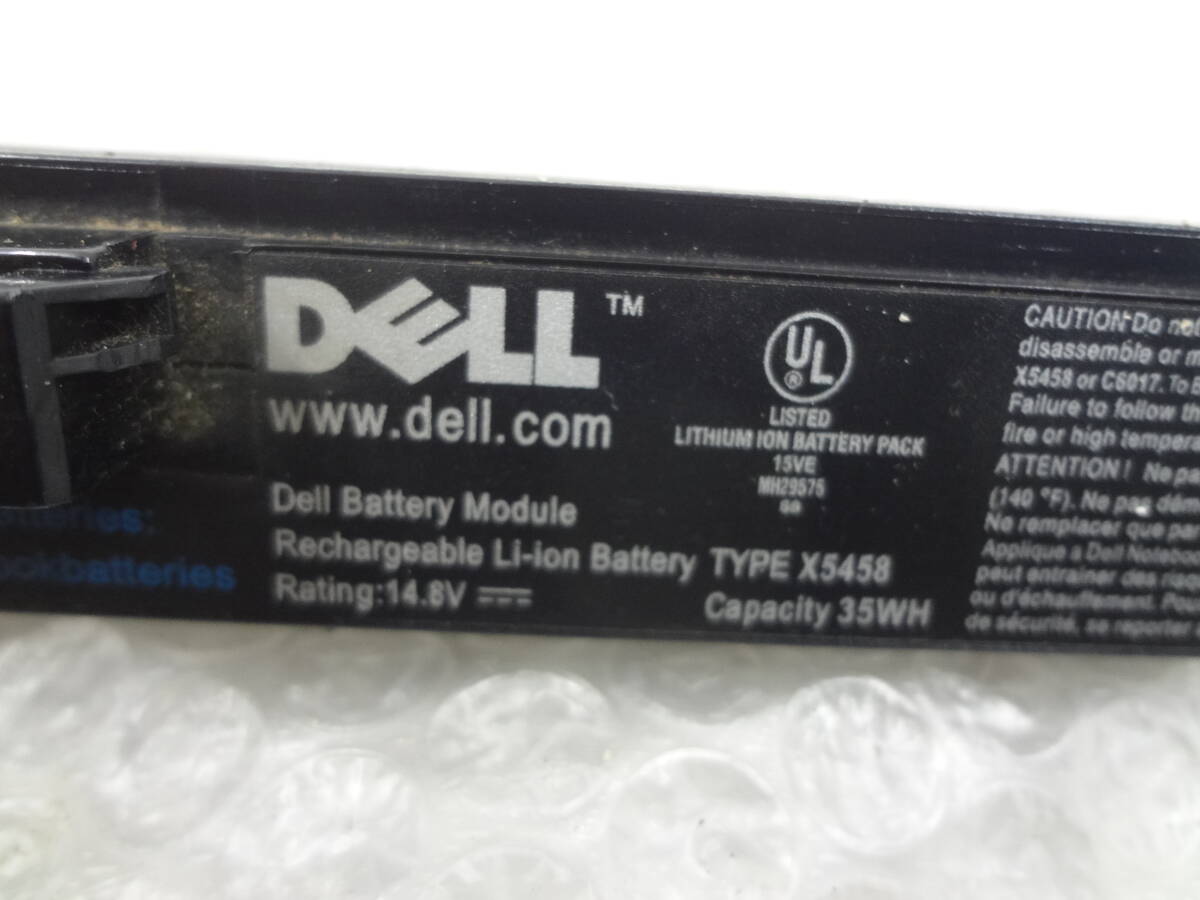 DELL™
www.dell.com
Dell Battery Module
Rechargeable Li-ion Battery TYPE X5458
Rating:14.8V
Capacity 35WH
UL
®
LISTED
LITHIUM ION BATTERY PACK
15VE
MH29575
CAUTION Do
disassemble or
X5458 or C6017. To
Failure to follow
fire or high
ATTENTION ! Ne
(140 °F). Ne pas
Ne remplacer que
Applique a Dell
peut entrainer des
ou d'échauffement.
de sécurité, se reporter
batteries